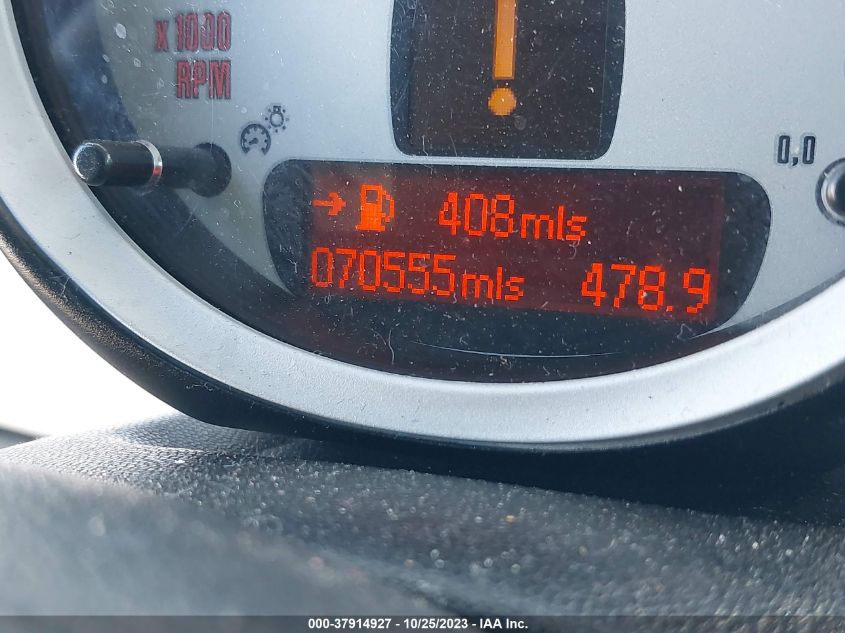 x 1000
RPM
!
0,0
→ 408mls
070555mls 478.9
000-37914927 - 10/25/2023 - IAA Inc.